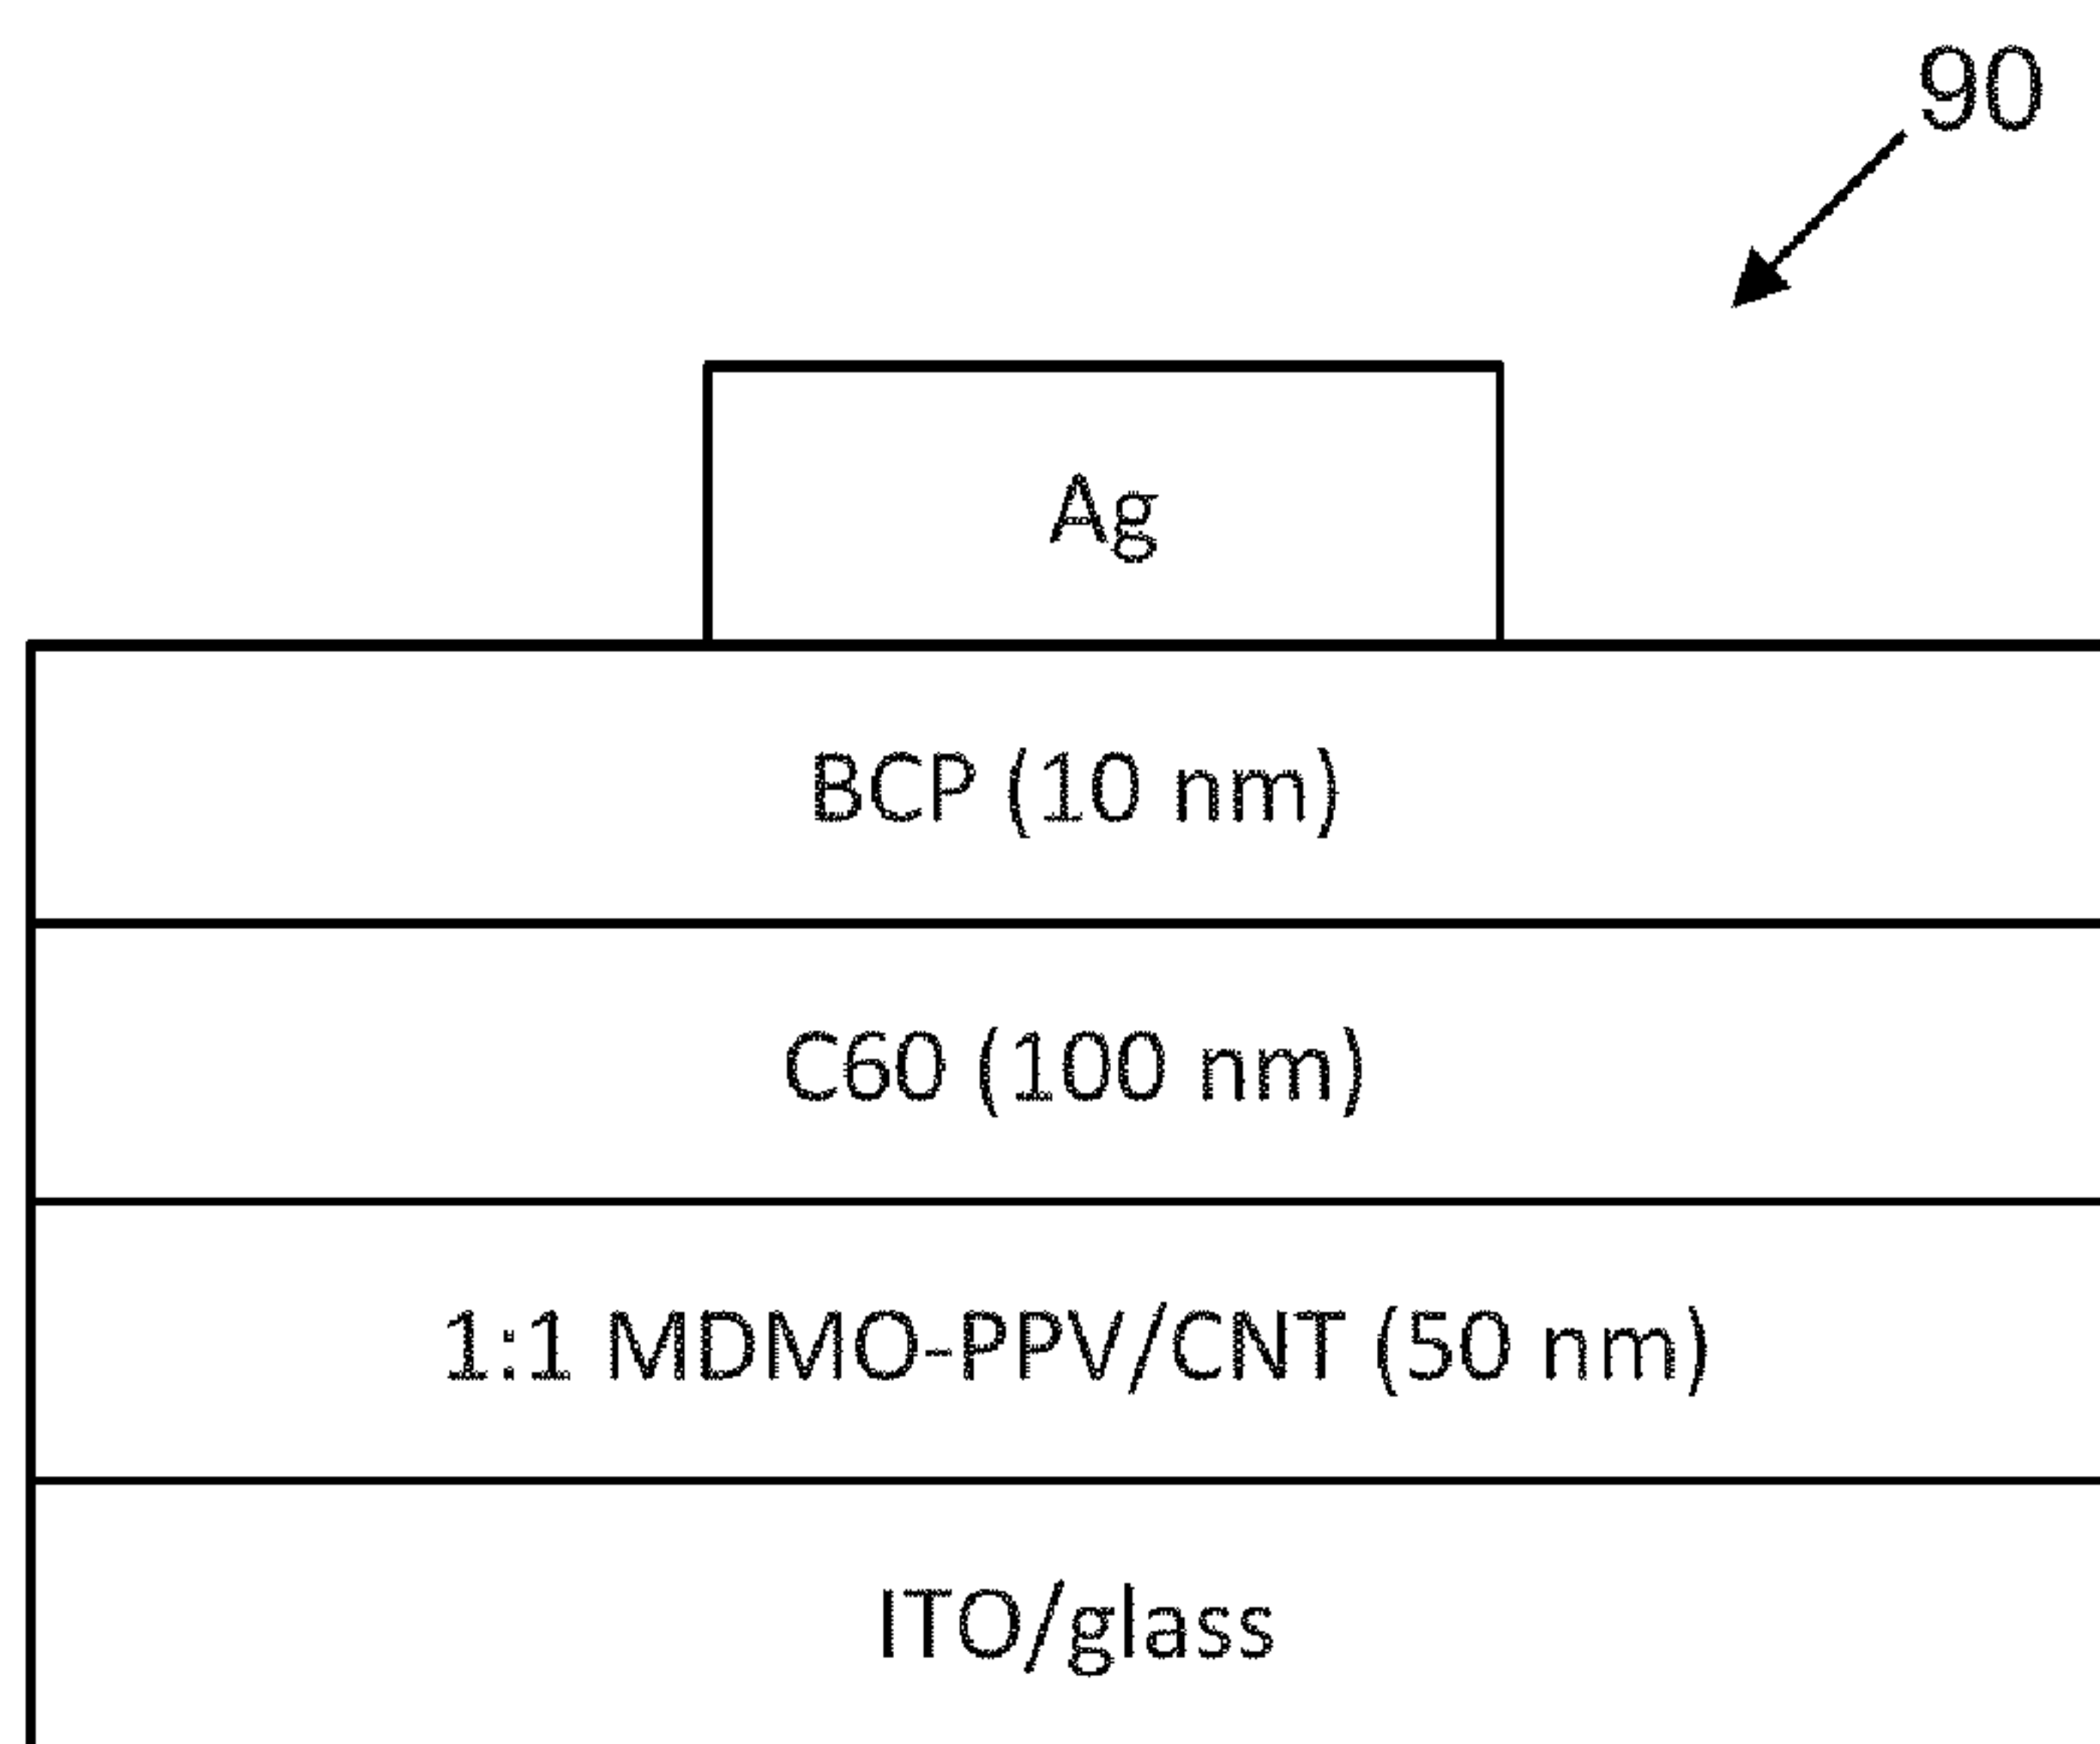 90
Ag
BCP (10 nm)
C60 (100 nm)
1:1 MDMO-PPV/CNT (50 nm)
ITO/glass